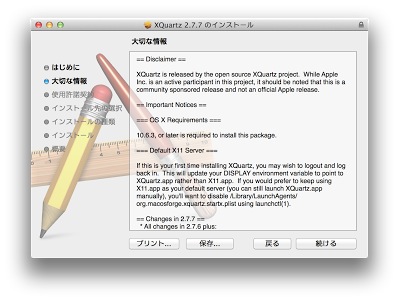 XQuartz 2.7.7 のインストール
大切な情報
はじめに
大切な情報
使用許諾契約
インストール先の選択
インストールの種類
インストール
概要
== Disclaimer ==
XQuartz is released by the open source XQuartz project. While Apple
Inc. is an active participant in this project, it should be noted that this is a
community sponsored release and not an official Apple release.
== Important Notices ==
=== OS X Requirements ===
10.6.3, or later is required to install this package.
=== Default X11 Server ===
If this is your first time installing XQuartz, you may wish to logout and log
back in. This will update your DISPLAY environment variable to point to
XQuartz.app rather than X11.app. If you would prefer to keep using
X11.app as your default server (you can still launch XQuartz.app
manually), you'll want to disable /Library/LaunchAgents/
org.macosforge.xquartz.startx.plist using launchctl(1).
== Changes in 2.7.7 ==
* All changes in 2.7.6 plus:
プリント...
保存...
戻る
続ける